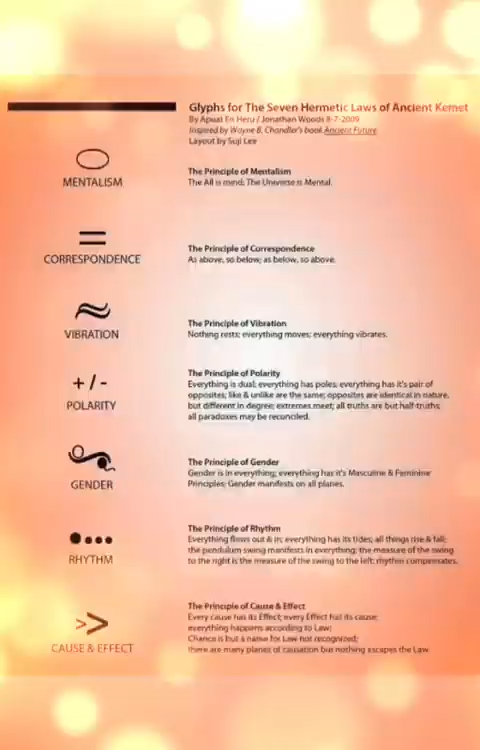 Glyphs for The Seven Hermetic Laws of Ancient Kemet
By Apuat En Heru / Jonathan Woods 8-7-2009
Inspired by Wayne B. Chandler's book Ancient Future
Layout by Suji Lee
MENTALISM
The Principle of Mentalism
The All is mind; The Universe is Mental.
=
CORRESPONDENCE
The Principle of Correspondence
As above, so below; as below, so above.
VIBRATION
The Principle of Vibration
Nothing rests; everything moves; everything vibrates.
+ / -
POLARITY
The Principle of Polarity
Everything is dual; everything has poles; everything has it's pair of
opposites; like & unlike are the same; opposites are identical in nature,
but different in degree; extremes meet; all truths are but half-truths;
all paradoxes may be reconciled.
GENDER
The Principle of Gender
Gender is in everything; everything has it's Masculine & Feminine
Principles; Gender manifests on all planes.
RHYTHM
The Principle of Rhythm
Everything flows out & in; everything has its tides; all things rise & fall;
the pendulum swing manifests in everything; the measure of the swing
to the right is the measure of the swing to the left; rhythm compensates.
>>
CAUSE & EFFECT
The Principle of Cause & Effect
Every cause has its Effect; every Effect has its cause;
everything happens according to Law;
Chance is but a name for Law not recognized;
there are many planes of causation but nothing escapes the Law.